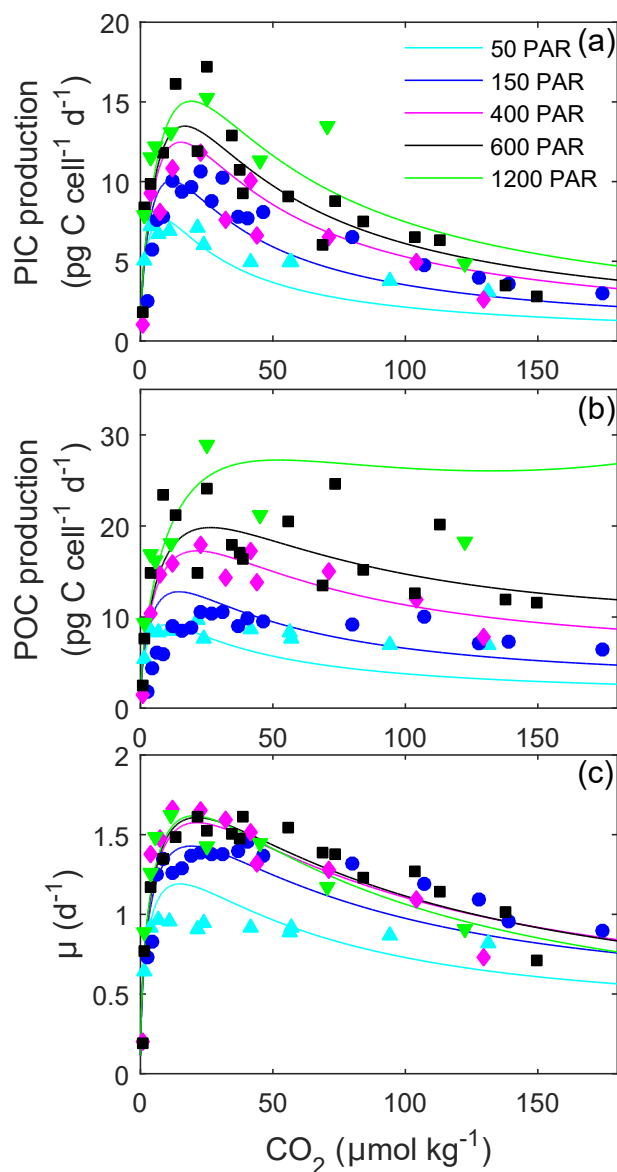 (a)
50 PAR
150 PAR
400 PAR
600 PAR
1200 PAR
PIC production
(pg C cell⁻¹ d⁻¹)
20
15
10
5
0
0 50 100 150
(b)
POC production
(pg C cell⁻¹ d⁻¹)
30
20
10
0
0 50 100 150
(c)
µ (d⁻¹)
2
1.5
1
0.5
0
0 50 100 150
CO₂ (µmol kg⁻¹)